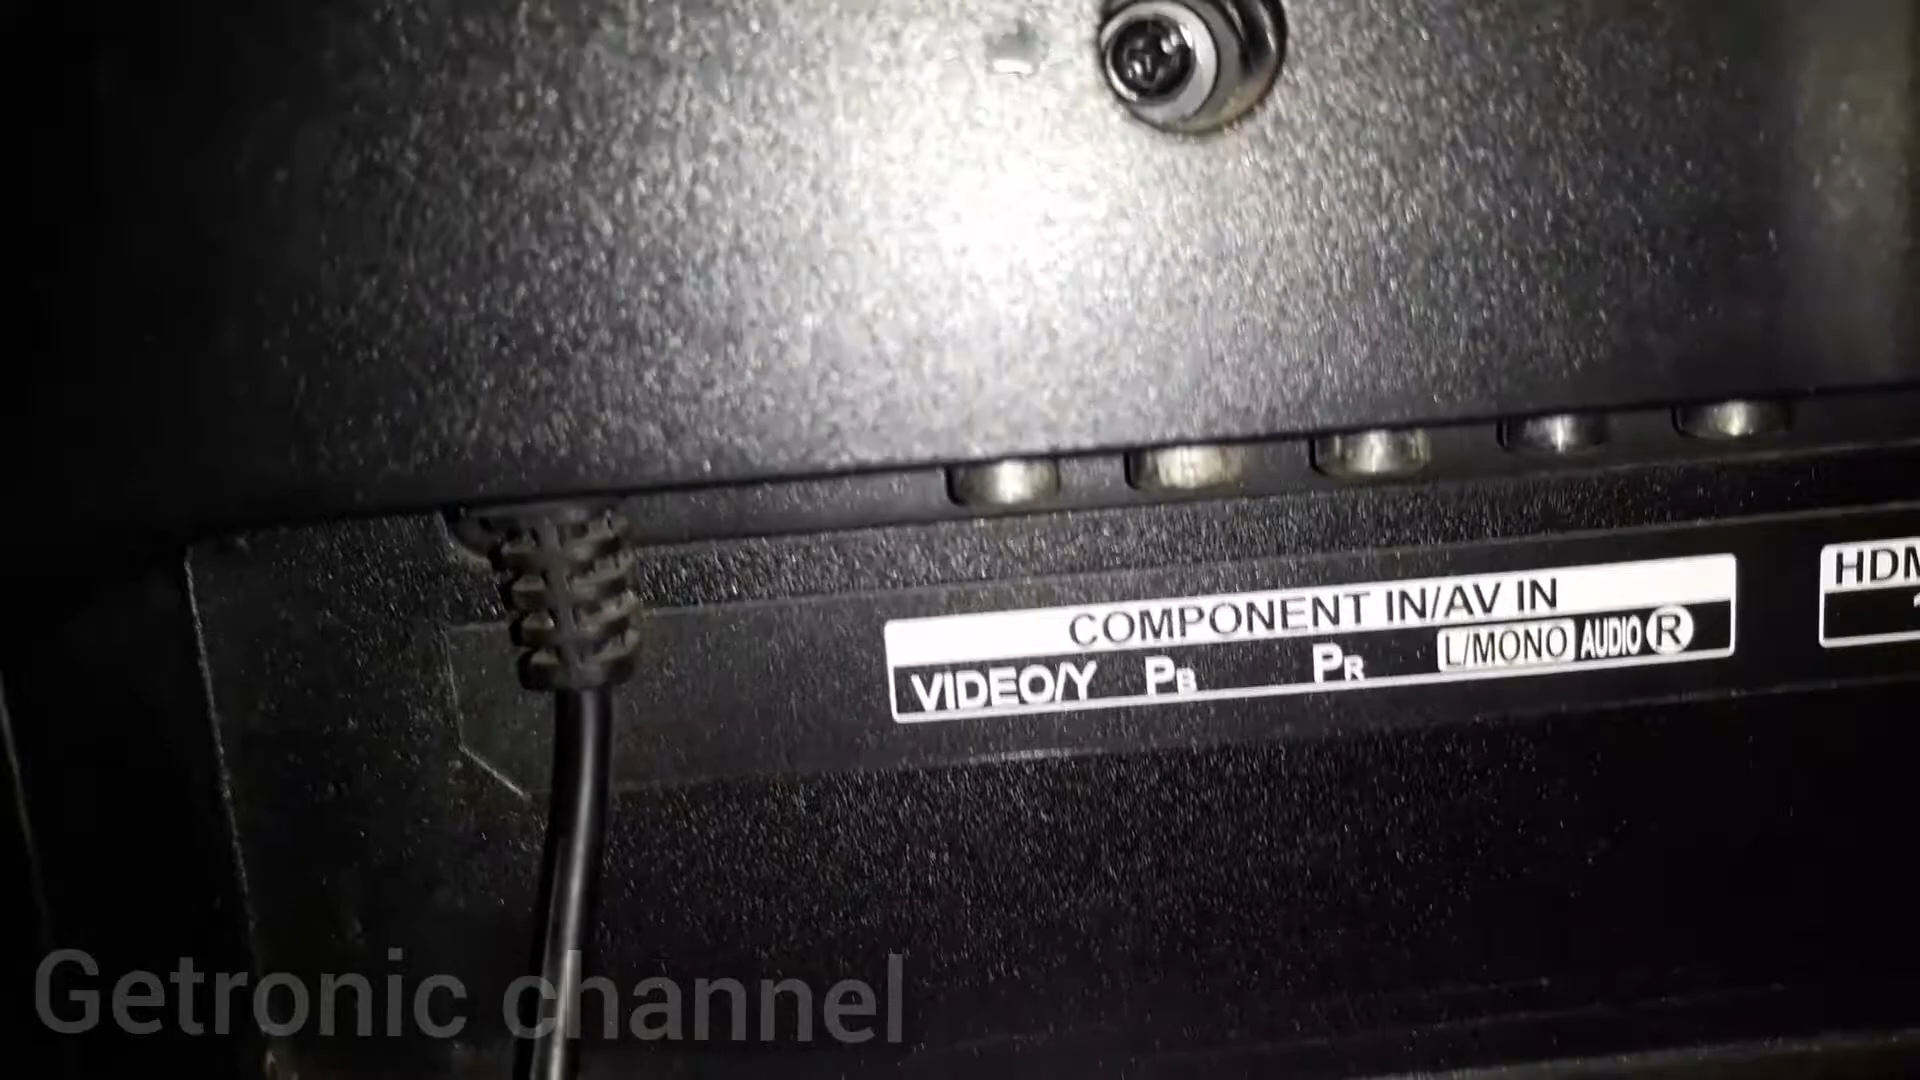 COMPONENT IN/AV IN
VIDEO/Y PB PR L/MONO AUDIO R
Getronic channel